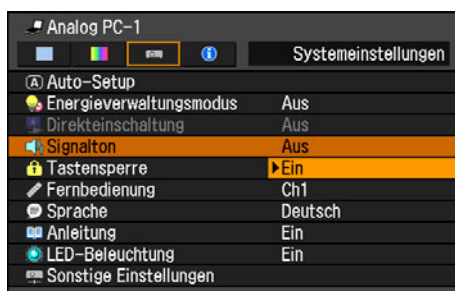 Analog PC-1
Systemeinstellungen
Auto-Setup
Energieverwaltungsmodus Aus
Direkteinschaltung Aus
Signalton Aus
Tastensperre Ein
Fernbedienung Ch1
Sprache Deutsch
Anleitung Ein
LED-Beleuchtung Ein
Sonstige Einstellungen